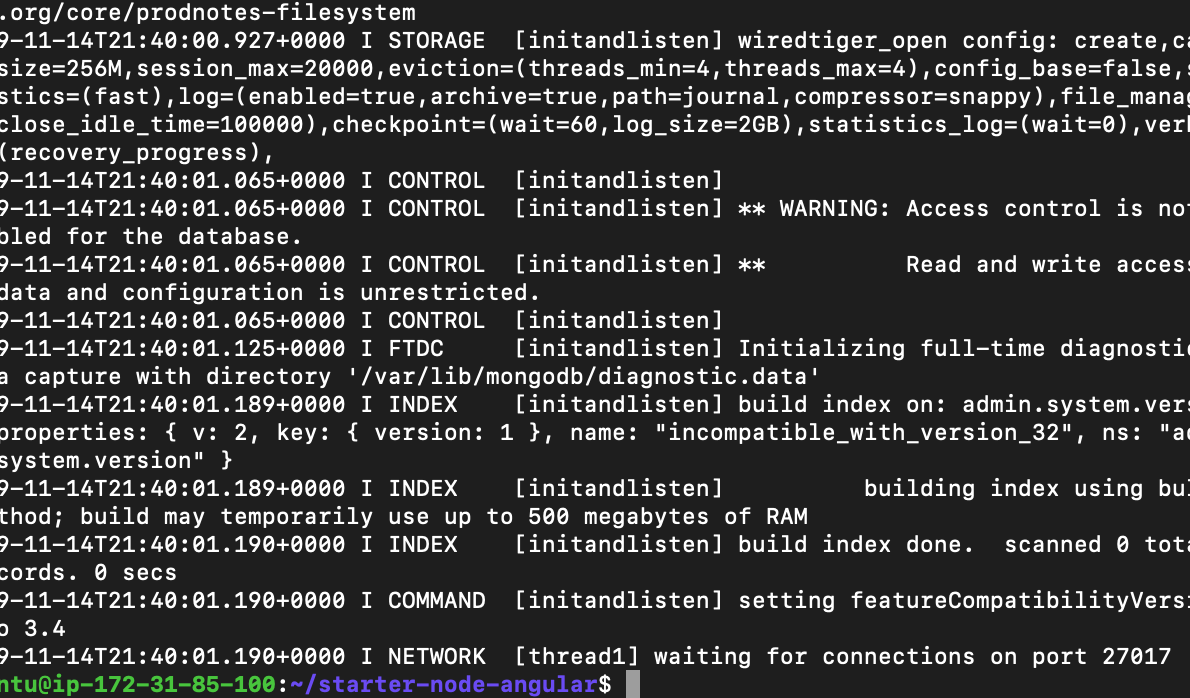 .org/core/prodnotes-filesystem
9-11-14T21:40:00.927+0000 I STORAGE  [initandlisten] wiredtiger_open config: create,ca
size=256M,session_max=20000,eviction=(threads_min=4,threads_max=4),config_base=false,s
stics=(fast),log=(enabled=true,archive=true,path=journal,compressor=snappy),file_manag
close_idle_time=100000),checkpoint=(wait=60,log_size=2GB),statistics_log=(wait=0),verb
(recovery_progress),
9-11-14T21:40:01.065+0000 I CONTROL  [initandlisten]
9-11-14T21:40:01.065+0000 I CONTROL  [initandlisten] ** WARNING: Access control is not
bled for the database.
9-11-14T21:40:01.065+0000 I CONTROL  [initandlisten] **          Read and write access
data and configuration is unrestricted.
9-11-14T21:40:01.065+0000 I CONTROL  [initandlisten]
9-11-14T21:40:01.125+0000 I FTDC     [initandlisten] Initializing full-time diagnostic
a capture with directory '/var/lib/mongodb/diagnostic.data'
9-11-14T21:40:01.189+0000 I INDEX    [initandlisten] build index on: admin.system.vers
properties: { v: 2, key: { version: 1 }, name: "incompatible_with_version_32", ns: "ad
system.version" }
9-11-14T21:40:01.189+0000 I INDEX    [initandlisten]          building index using bul
thod; build may temporarily use up to 500 megabytes of RAM
9-11-14T21:40:01.190+0000 I INDEX    [initandlisten] build index done.  scanned 0 tota
cords. 0 secs
9-11-14T21:40:01.190+0000 I COMMAND  [initandlisten] setting featureCompatibilityVersi
o 3.4
9-11-14T21:40:01.190+0000 I NETWORK  [thread1] waiting for connections on port 27017
ntu@ip-172-31-85-100:~/starter-node-angular$